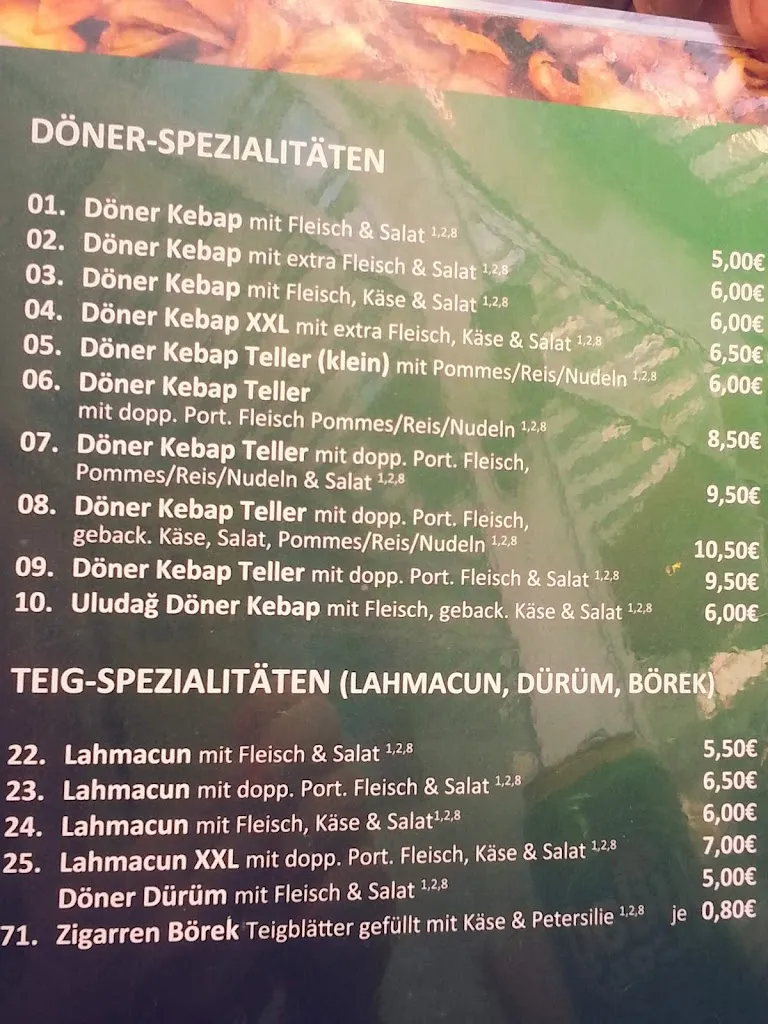 DÖNER-SPEZIALITÄTEN
01. Döner Kebap mit Fleisch & Salat 1,2,8 5,00€
02. Döner Kebap mit extra Fleisch & Salat 1,2,8 6,00€
03. Döner Kebap mit Fleisch, Käse & Salat 1,2,8 6,00€
04. Döner Kebap XXL mit extra Fleisch, Käse & Salat 1,2,8 6,50€
05. Döner Kebap Teller (klein) mit Pommes/Reis/Nudeln 1,2,8 6,00€
06. Döner Kebap Teller
mit dopp. Port. Fleisch Pommes/Reis/Nudeln 1,2,8 8,50€
07. Döner Kebap Teller mit dopp. Port. Fleisch,
Pommes/Reis/Nudeln & Salat 1,2,8 9,50€
08. Döner Kebap Teller mit dopp. Port. Fleisch,
geback. Käse, Salat, Pommes/Reis/Nudeln 1,2,8 10,50€
09. Döner Kebap Teller mit dopp. Port. Fleisch & Salat 1,2,8 9,50€
10. Uludağ Döner Kebap mit Fleisch, geback. Käse & Salat 1,2,8 6,00€
TEIG-SPEZIALITÄTEN (LAHMACUN, DÜRÜM, BÖREK)
22. Lahmacun mit Fleisch & Salat 1,2,8 5,50€
23. Lahmacun mit dopp. Port. Fleisch & Salat 1,2,8 6,50€
24. Lahmacun mit Fleisch, Käse & Salat1,2,8 6,00€
25. Lahmacun XXL mit dopp. Port. Fleisch, Käse & Salat 1,2,8 7,00€
Döner Dürüm mit Fleisch & Salat 1,2,8 5,00€
71. Zigarren Börek Teigblätter gefüllt mit Käse & Petersilie 1,2,8 je 0,80€